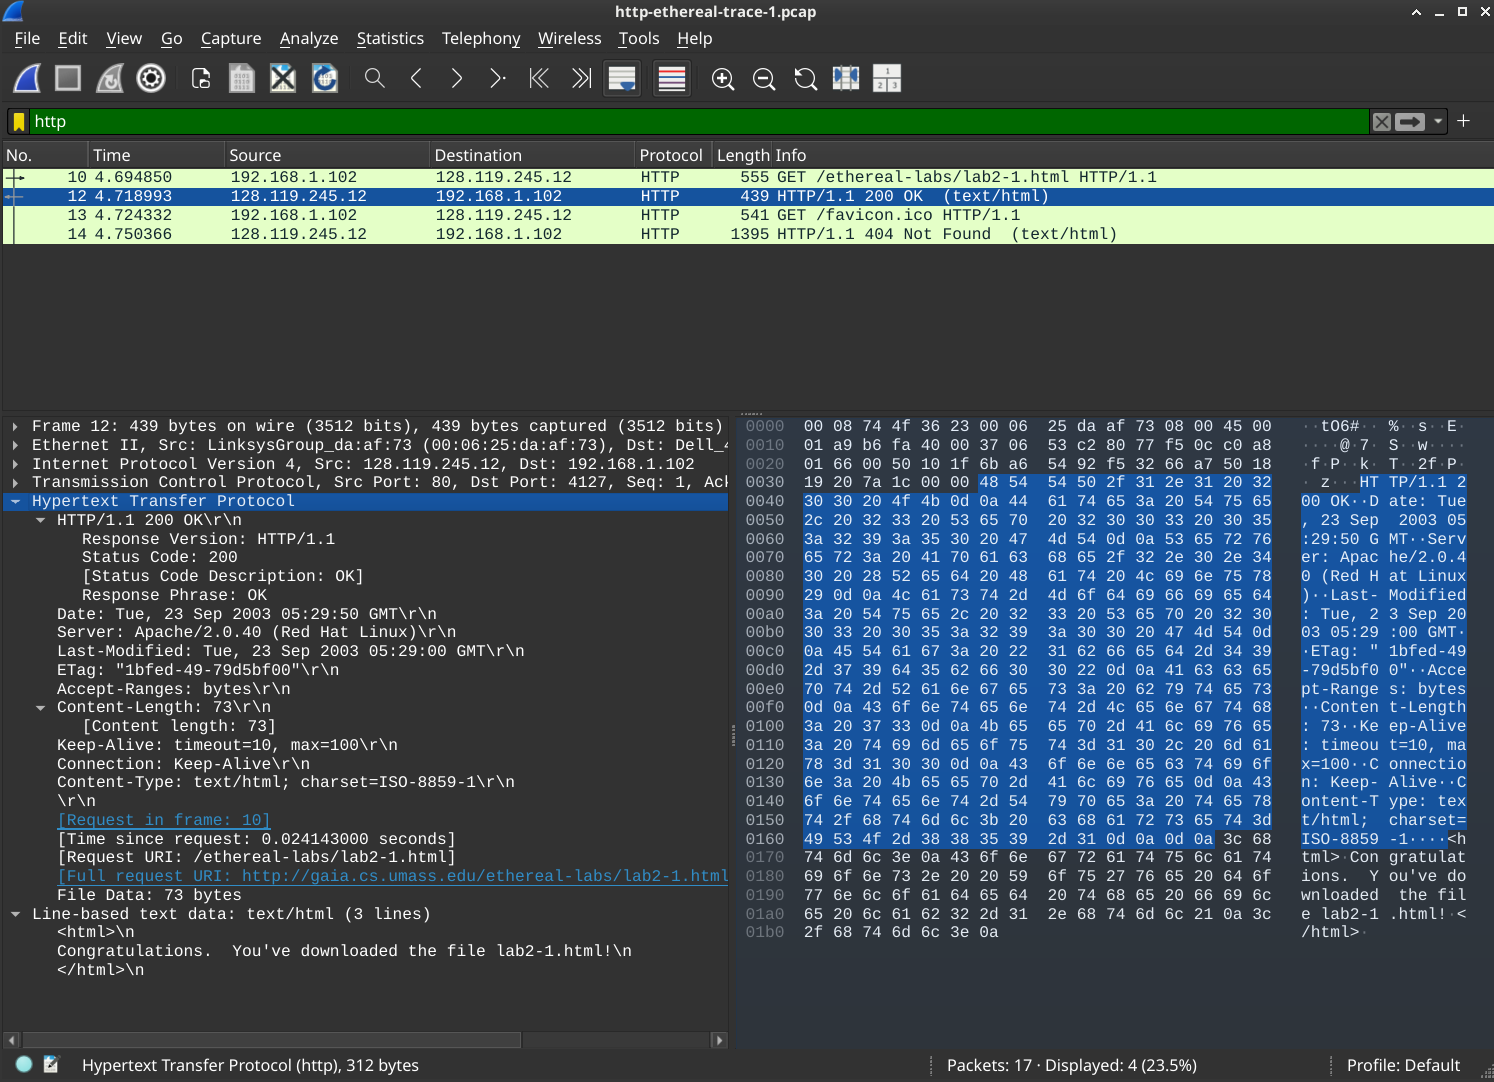 http-ethereal-trace-1.pcap
File Edit View Go Capture Analyze Statistics Telephony Wireless Tools Help
http
No. Time Source Destination Protocol Length Info
10 4.694850 192.168.1.102 128.119.245.12 HTTP 555 GET /ethereal-labs/lab2-1.html HTTP/1.1
12 4.718993 128.119.245.12 192.168.1.102 HTTP 439 HTTP/1.1 200 OK  (text/html)
13 4.724332 192.168.1.102 128.119.245.12 HTTP 541 GET /favicon.ico HTTP/1.1
14 4.750366 128.119.245.12 192.168.1.102 HTTP 1395 HTTP/1.1 404 Not Found  (text/html)
Frame 12: 439 bytes on wire (3512 bits), 439 bytes captured (3512 bits)
Ethernet II, Src: LinksysGroup_da:af:73 (00:06:25:da:af:73), Dst: Dell_4
Internet Protocol Version 4, Src: 128.119.245.12, Dst: 192.168.1.102
Transmission Control Protocol, Src Port: 80, Dst Port: 4127, Seq: 1, Ack
Hypertext Transfer Protocol
HTTP/1.1 200 OK\r\n
Response Version: HTTP/1.1
Status Code: 200
[Status Code Description: OK]
Response Phrase: OK
Date: Tue, 23 Sep 2003 05:29:50 GMT\r\n
Server: Apache/2.0.40 (Red Hat Linux)\r\n
Last-Modified: Tue, 23 Sep 2003 05:29:00 GMT\r\n
ETag: "1bfed-49-79d5bf00"\r\n
Accept-Ranges: bytes\r\n
Content-Length: 73\r\n
[Content length: 73]
Keep-Alive: timeout=10, max=100\r\n
Connection: Keep-Alive\r\n
Content-Type: text/html; charset=ISO-8859-1\r\n
\r\n
[Request in frame: 10]
[Time since request: 0.024143000 seconds]
[Request URI: /ethereal-labs/lab2-1.html]
[Full request URI: http://gaia.cs.umass.edu/ethereal-labs/lab2-1.html
File Data: 73 bytes
Line-based text data: text/html (3 lines)
<html>\n
Congratulations.  You've downloaded the file lab2-1.html!\n
</html>\n
0000 00 08 74 4f 36 23 00 06 25 da af 73 08 00 45 00 ··tO6#·· %··s··E·
0010 01 a9 b6 fa 40 00 37 06 53 c2 80 77 f5 0c c0 a8 ····@·7· S··w····
0020 01 66 00 50 10 1f 6b a6 54 92 f5 32 66 a7 50 18 ·f·P··k· T··2f·P·
0030 19 20 7a 1c 00 00 48 54 54 50 2f 31 2e 31 20 32 · z···HT TP/1.1 2
0040 30 30 20 4f 4b 0d 0a 44 61 74 65 3a 20 54 75 65 00 OK··D ate: Tue
0050 2c 20 32 33 20 53 65 70 20 32 30 30 33 20 30 35 , 23 Sep  2003 05
0060 3a 32 39 3a 35 30 20 47 4d 54 0d 0a 53 65 72 76 :29:50 G MT··Serv
0070 65 72 3a 20 41 70 61 63 68 65 2f 32 2e 30 2e 34 er: Apac he/2.0.4
0080 30 20 28 52 65 64 20 48 61 74 20 4c 69 6e 75 78 0 (Red H at Linux
0090 29 0d 0a 4c 61 73 74 2d 4d 6f 64 69 66 69 65 64 )··Last- Modified
00a0 3a 20 54 75 65 2c 20 32 33 20 53 65 70 20 32 30 : Tue, 2 3 Sep 20
00b0 30 33 20 30 35 3a 32 39 3a 30 30 20 47 4d 54 0d 03 05:29 :00 GMT·
00c0 0a 45 54 61 67 3a 20 22 31 62 66 65 64 2d 34 39 ·ETag: " 1bfed-49
00d0 2d 37 39 64 35 62 66 30 30 22 0d 0a 41 63 63 65 -79d5bf0 0"··Acce
00e0 70 74 2d 52 61 6e 67 65 73 3a 20 62 79 74 65 73 pt-Range s: bytes
00f0 0d 0a 43 6f 6e 74 65 6e 74 2d 4c 65 6e 67 74 68 ··Conten t-Length
0100 3a 20 37 33 0d 0a 4b 65 65 70 2d 41 6c 69 76 65 : 73··Ke ep-Alive
0110 3a 20 74 69 6d 65 6f 75 74 3d 31 30 2c 20 6d 61 : timeou t=10, ma
0120 78 3d 31 30 30 0d 0a 43 6f 6e 6e 65 63 74 69 6f x=100··C onnectio
0130 6e 3a 20 4b 65 65 70 2d 41 6c 69 76 65 0d 0a 43 n: Keep- Alive··C
0140 6f 6e 74 65 6e 74 2d 54 79 70 65 3a 20 74 65 78 ontent-T ype: tex
0150 74 2f 68 74 6d 6c 3b 20 63 68 61 72 73 65 74 3d t/html;  charset=
0160 49 53 4f 2d 38 38 35 39 2d 31 0d 0a 0d 0a 3c 68 ISO-8859 -1····<h
0170 74 6d 6c 3e 0a 43 6f 6e 67 72 61 74 75 6c 61 74 tml>·Con gratulat
0180 69 6f 6e 73 2e 20 20 59 6f 75 27 76 65 20 64 6f ions.  Y ou've do
0190 77 6e 6c 6f 61 64 65 64 20 74 68 65 20 66 69 6c wnloaded  the fil
01a0 65 20 6c 61 62 32 2d 31 2e 68 74 6d 6c 21 0a 3c e lab2-1 .html!·<
01b0 2f 68 74 6d 6c 3e 0a /html>·
Hypertext Transfer Protocol (http), 312 bytes
Packets: 17 · Displayed: 4 (23.5%)
Profile: Default